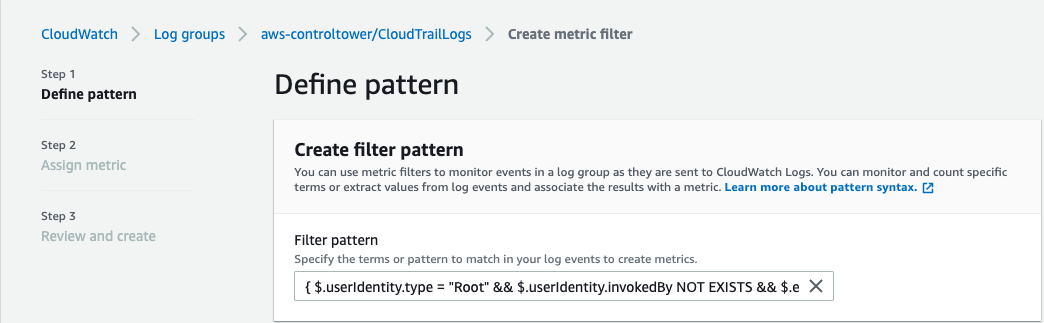 CloudWatch > Log groups > aws-controltower/CloudTrailLogs > Create metric filter
Step 1
Define pattern
Step 2
Assign metric
Step 3
Review and create
Define pattern
Create filter pattern
You can use metric filters to monitor events in a log group as they are sent to CloudWatch Logs. You can monitor and count specific
terms or extract values from log events and associate the results with a metric. Learn more about pattern syntax.
Filter pattern
Specify the terms or pattern to match in your log events to create metrics.
{ $.userIdentity.type = "Root" && $.userIdentity.invokedBy NOT EXISTS && $.e